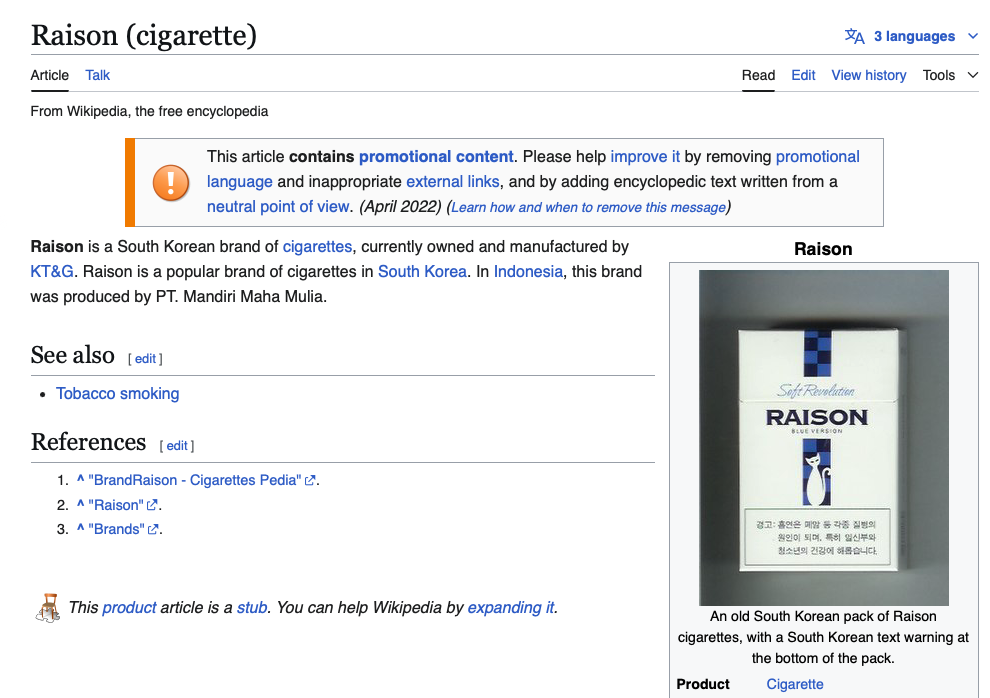 Raison (cigarette)
3 languages
Article Talk
Read Edit View history Tools
From Wikipedia, the free encyclopedia
This article contains promotional content. Please help improve it by removing promotional
language and inappropriate external links, and by adding encyclopedic text written from a
neutral point of view. (April 2022) (Learn how and when to remove this message)
Raison is a South Korean brand of cigarettes, currently owned and manufactured by
KT&G. Raison is a popular brand of cigarettes in South Korea. In Indonesia, this brand
was produced by PT. Mandiri Maha Mulia.
See also [ edit ]
• Tobacco smoking
References [ edit ]
1. ^ "BrandRaison - Cigarettes Pedia".
2. ^ "Raison".
3. ^ "Brands".
This product article is a stub. You can help Wikipedia by expanding it.
Raison
Soft Revolution
RAISON
BLUE VERSION
경고: 흡연은 폐암 등 각종 질병의
원인이 되며, 특히 임신부와
청소년의 건강에 해롭습니다.
An old South Korean pack of Raison
cigarettes, with a South Korean text warning at
the bottom of the pack.
Product Cigarette